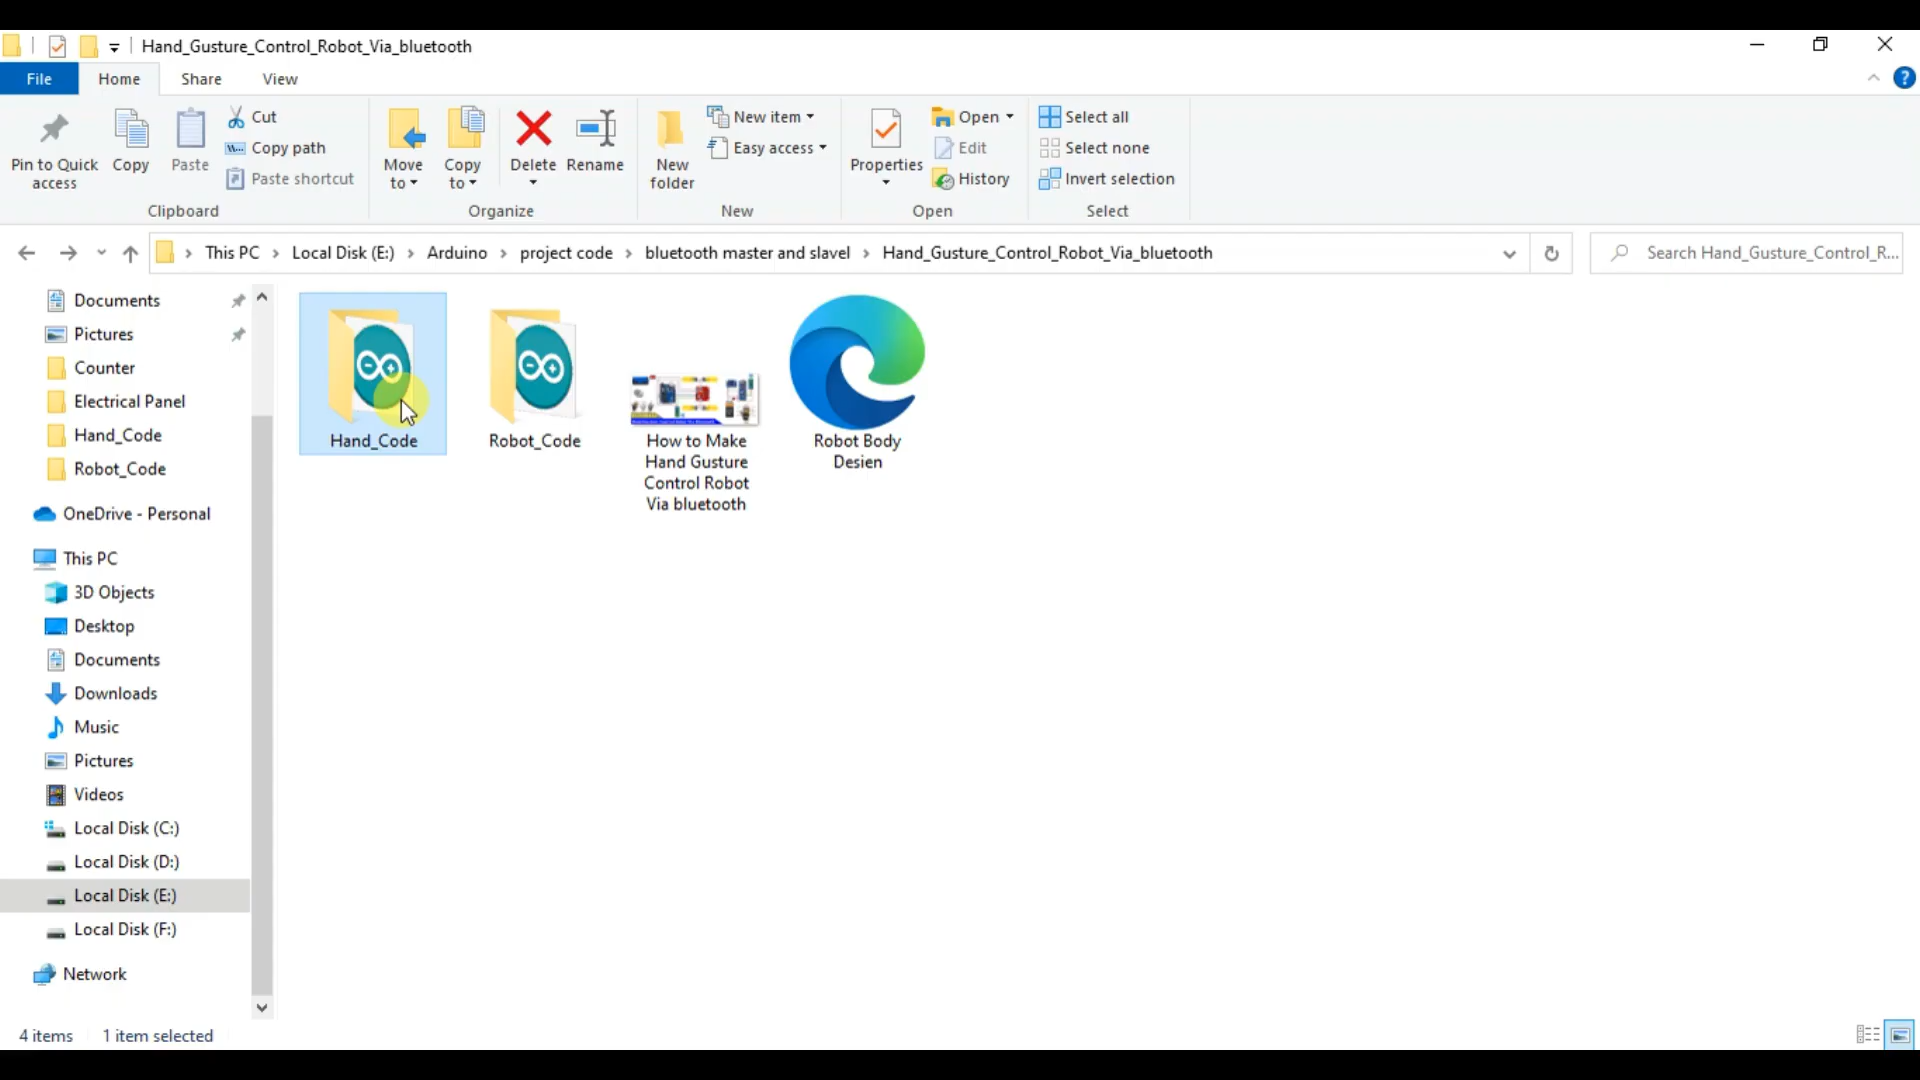 Hand_Gusture_Control_Robot_Via_bluetooth
File Home Share View
Pin to Quick access
Copy
Paste
Cut
Copy path
Paste shortcut
Clipboard
Move to
Copy to
Delete
Rename
Organize
New folder
New item
Easy access
New
Properties
Open
Edit
History
Open
Select all
Select none
Invert selection
Select
This PC > Local Disk (E:) > Arduino > project code > bluetooth master and slavel > Hand_Gusture_Control_Robot_Via_bluetooth
Search Hand_Gusture_Control_R...
Documents
Pictures
Counter
Electrical Panel
Hand_Code
Robot_Code
OneDrive - Personal
This PC
3D Objects
Desktop
Documents
Downloads
Music
Pictures
Videos
Local Disk (C:)
Local Disk (D:)
Local Disk (E:)
Local Disk (F:)
Network
Hand_Code
Robot_Code
How to Make
Hand Gusture
Control Robot
Via bluetooth
Robot Body
Desien
4 items 1 item selected